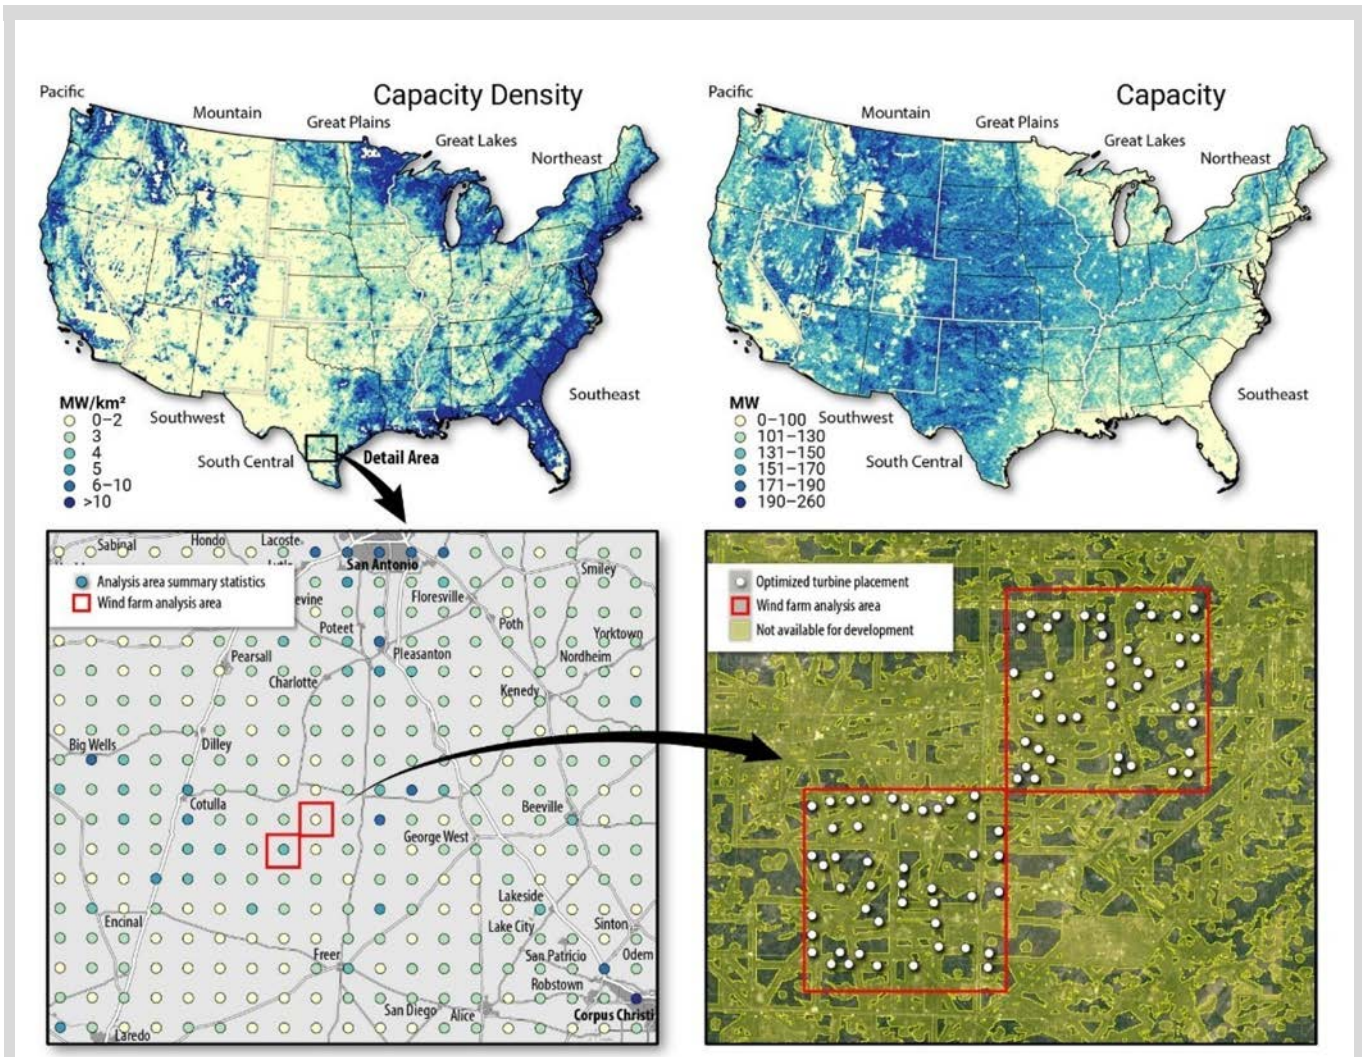 Pacific
Mountain
Capacity Density
Great Plains
Great Lakes
Northeast
Southeast
Southwest
South Central
Detail Area
MW/km²
0–2
3
4
5
6–10
>10
Pacific
Mountain
Capacity
Great Plains
Great Lakes
Northeast
Southeast
Southwest
South Central
MW
0–100
101–130
131–150
151–170
171–190
190–260
Sabinal
Hondo
Lacoste
San Antonio
Smiley
Analysis area summary statistics
Wind farm analysis area
Floresville
Poteet
Poth
Yorktown
Pearsall
Pleasanton
Nordheim
Charlotte
Kenedy
Big Wells
Dilley
Cotulla
Beeville
George West
Lakeside
Encinal
Lake City
Sinton
Freer
San Patricio
Odem
Robstown
San Diego
Alice
Corpus Christi
Laredo
Optimized turbine placement
Wind farm analysis area
Not available for development